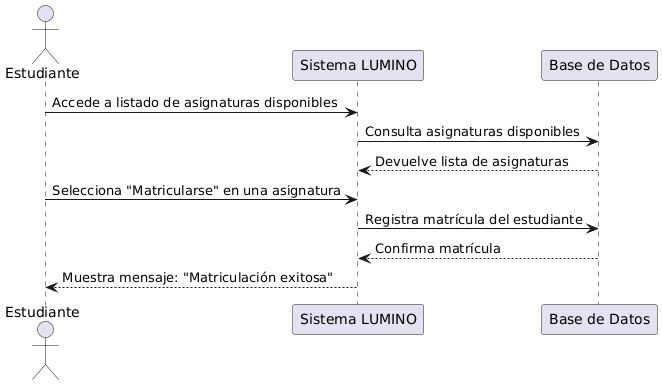 Estudiante
Sistema LUMINO
Base de Datos
Accede a listado de asignaturas disponibles
Consulta asignaturas disponibles
Devuelve lista de asignaturas
Selecciona "Matricularse" en una asignatura
Registra matrícula del estudiante
Confirma matrícula
Muestra mensaje: "Matriculación exitosa"
Estudiante
Sistema LUMINO
Base de Datos